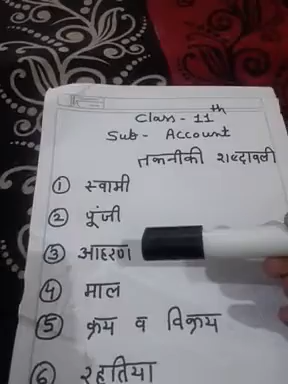 Class - 11th
Sub - Account
तकनीकी शब्दावली
① स्वामी
② पूंजी
③ आहरण
④ माल
⑤ क्रय व विक्रय
⑥ रहतिया